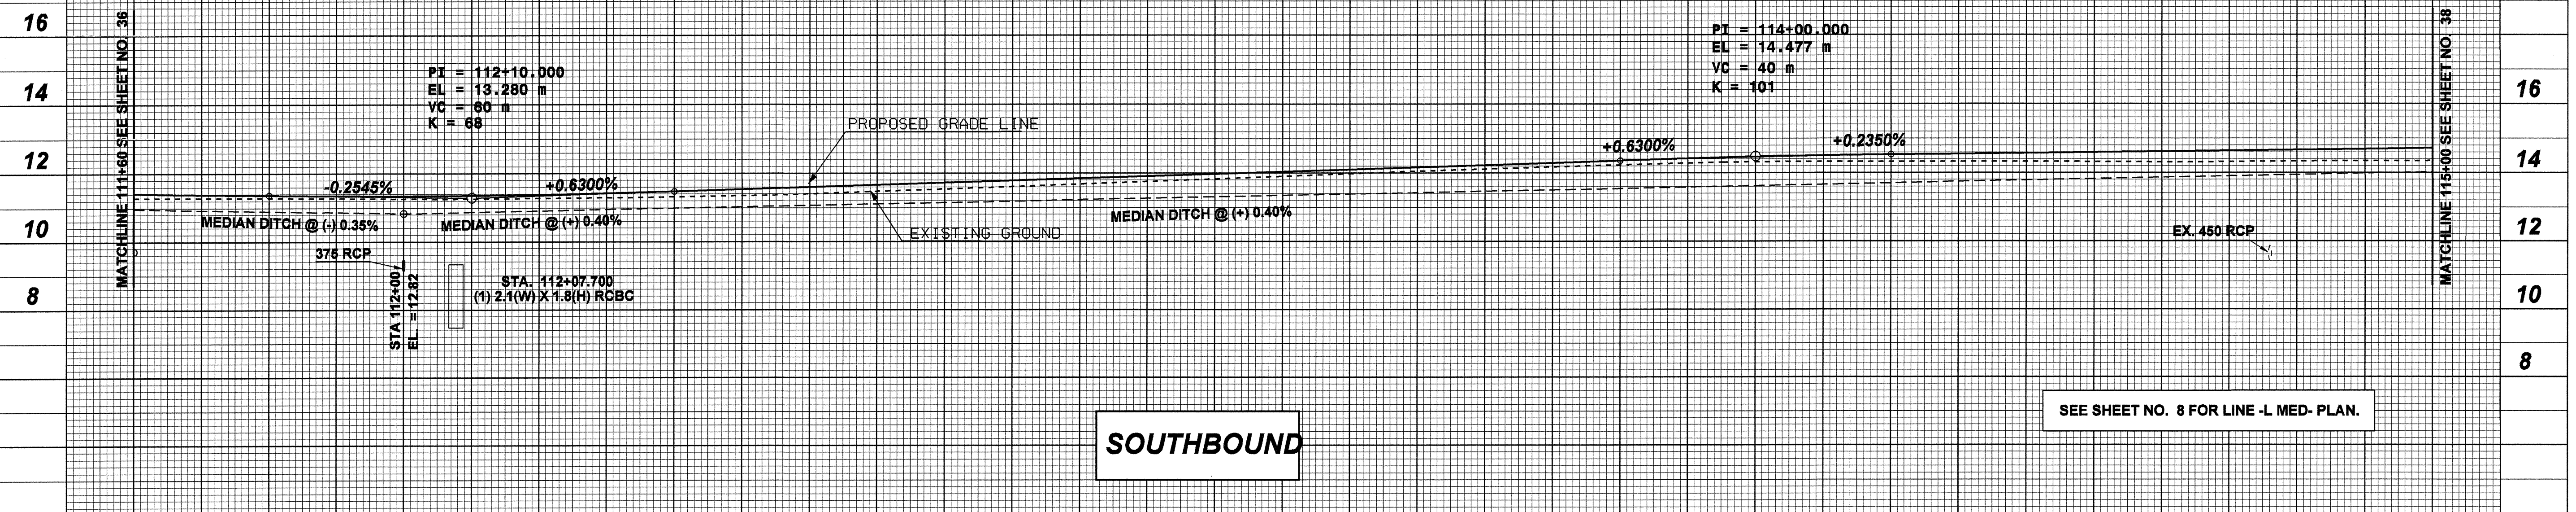 16
14
12
10
8
MATCHLINE 111+60 SEE SHEET NO. 36
PI = 112+10.000
EL = 13.280 m
VC = 60 m
K = 68
PROPOSED GRADE LINE
-0.2545%
+0.6300%
MEDIAN DITCH @ (-) 0.35%
MEDIAN DITCH @ (+) 0.40%
EXISTING GROUND
375 RCP
STA 112+00
EL. = 12.82
STA. 112+07.700
(1) 2.1(W) X 1.8(H) RCBC
MEDIAN DITCH @ (+) 0.40%
PI = 114+00.000
EL = 14.477 m
VC = 40 m
K = 101
+0.6300%
+0.2350%
EX. 450 RCP
SOUTHBOUND
SEE SHEET NO. 8 FOR LINE -L MED- PLAN.
MATCHLINE 115+00 SEE SHEET NO. 38
16
14
12
10
8